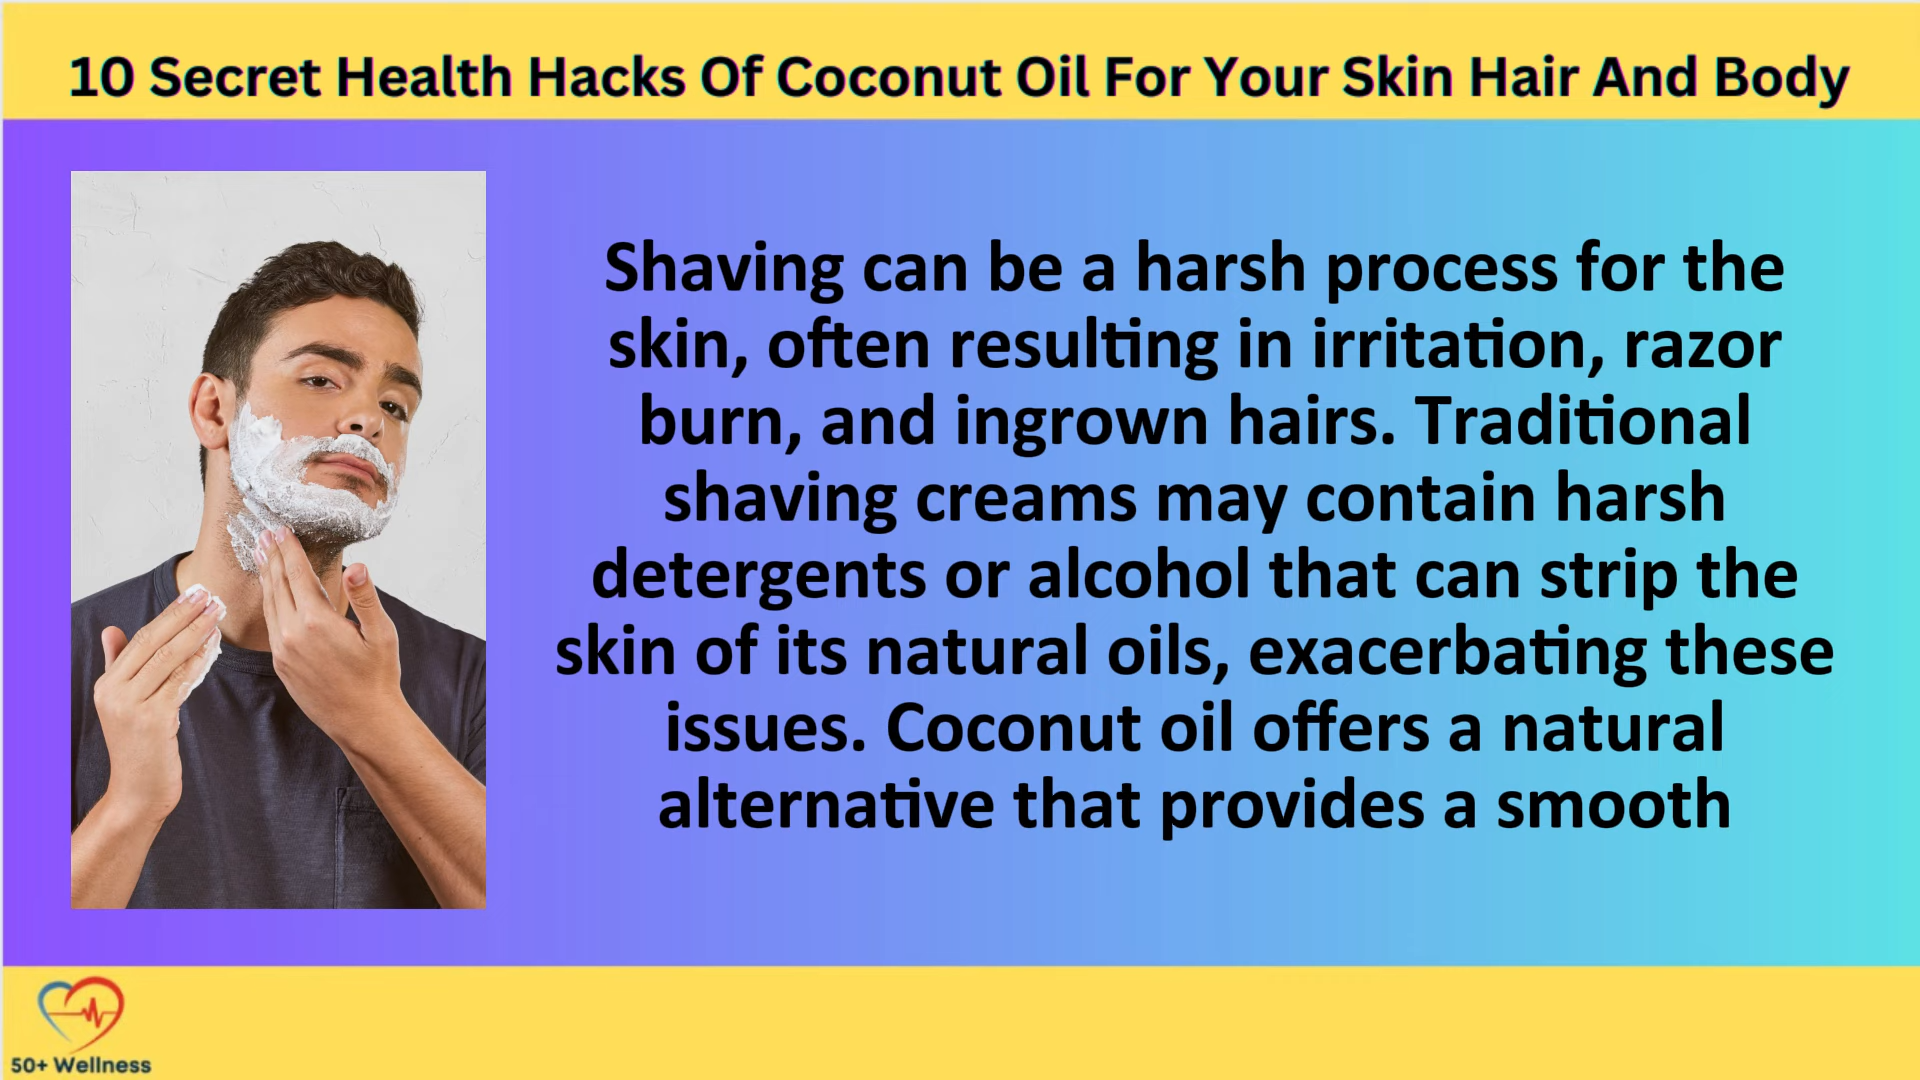 10 Secret Health Hacks Of Coconut Oil For Your Skin Hair And Body
Shaving can be a harsh process for the
skin, often resulting in irritation, razor
burn, and ingrown hairs. Traditional
shaving creams may contain harsh
detergents or alcohol that can strip the
skin of its natural oils, exacerbating these
issues. Coconut oil offers a natural
alternative that provides a smooth
50+ Wellness